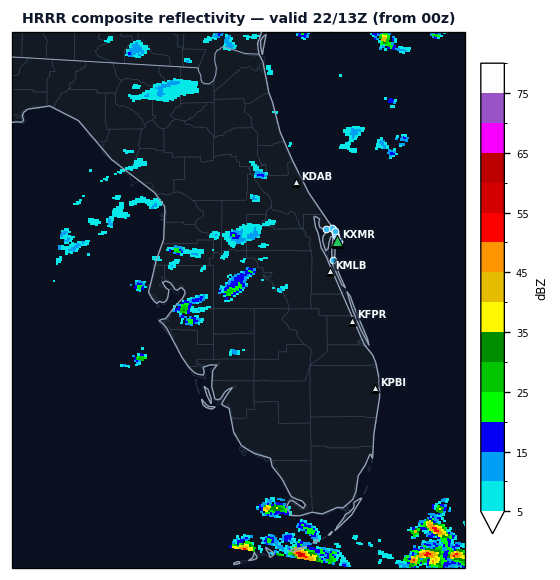 HRRR composite reflectivity — valid 22/13Z (from 00z)
KDAB
KXMR
KMLB
KFPR
KPBI
75
65
55
45
35
25
15
5
dBZ